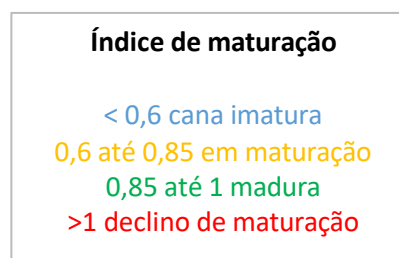 Índice de maturação
< 0,6 cana imatura
0,6 até 0,85 em maturação
0,85 até 1 madura
>1 declino de maturação